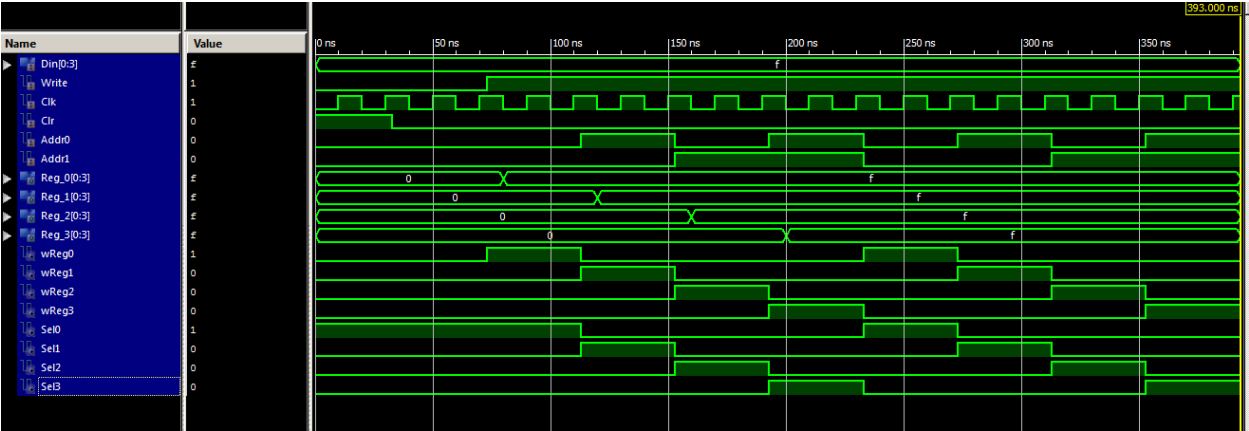 393.000 ns
Name Value 0 ns 50 ns 100 ns 150 ns 200 ns 250 ns 300 ns 350 ns
Din[0:3] f f
Write 1
Clk 1
Clr 0
Addr0 0
Addr1 0
Reg_0[0:3] f 0 f
Reg_1[0:3] f 0 f
Reg_2[0:3] f 0 f
Reg_3[0:3] f 0 f
wReg0 1
wReg1 0
wReg2 0
wReg3 0
Sel0 1
Sel1 0
Sel2 0
Sel3 0